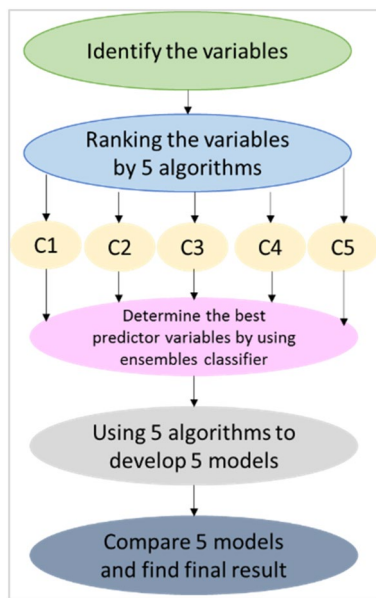 Identify the variables
Ranking the variables
by 5 algorithms
C1 C2 C3 C4 C5
Determine the best
predictor variables by using
ensembles classifier
Using 5 algorithms to
develop 5 models
Compare 5 models
and find final result